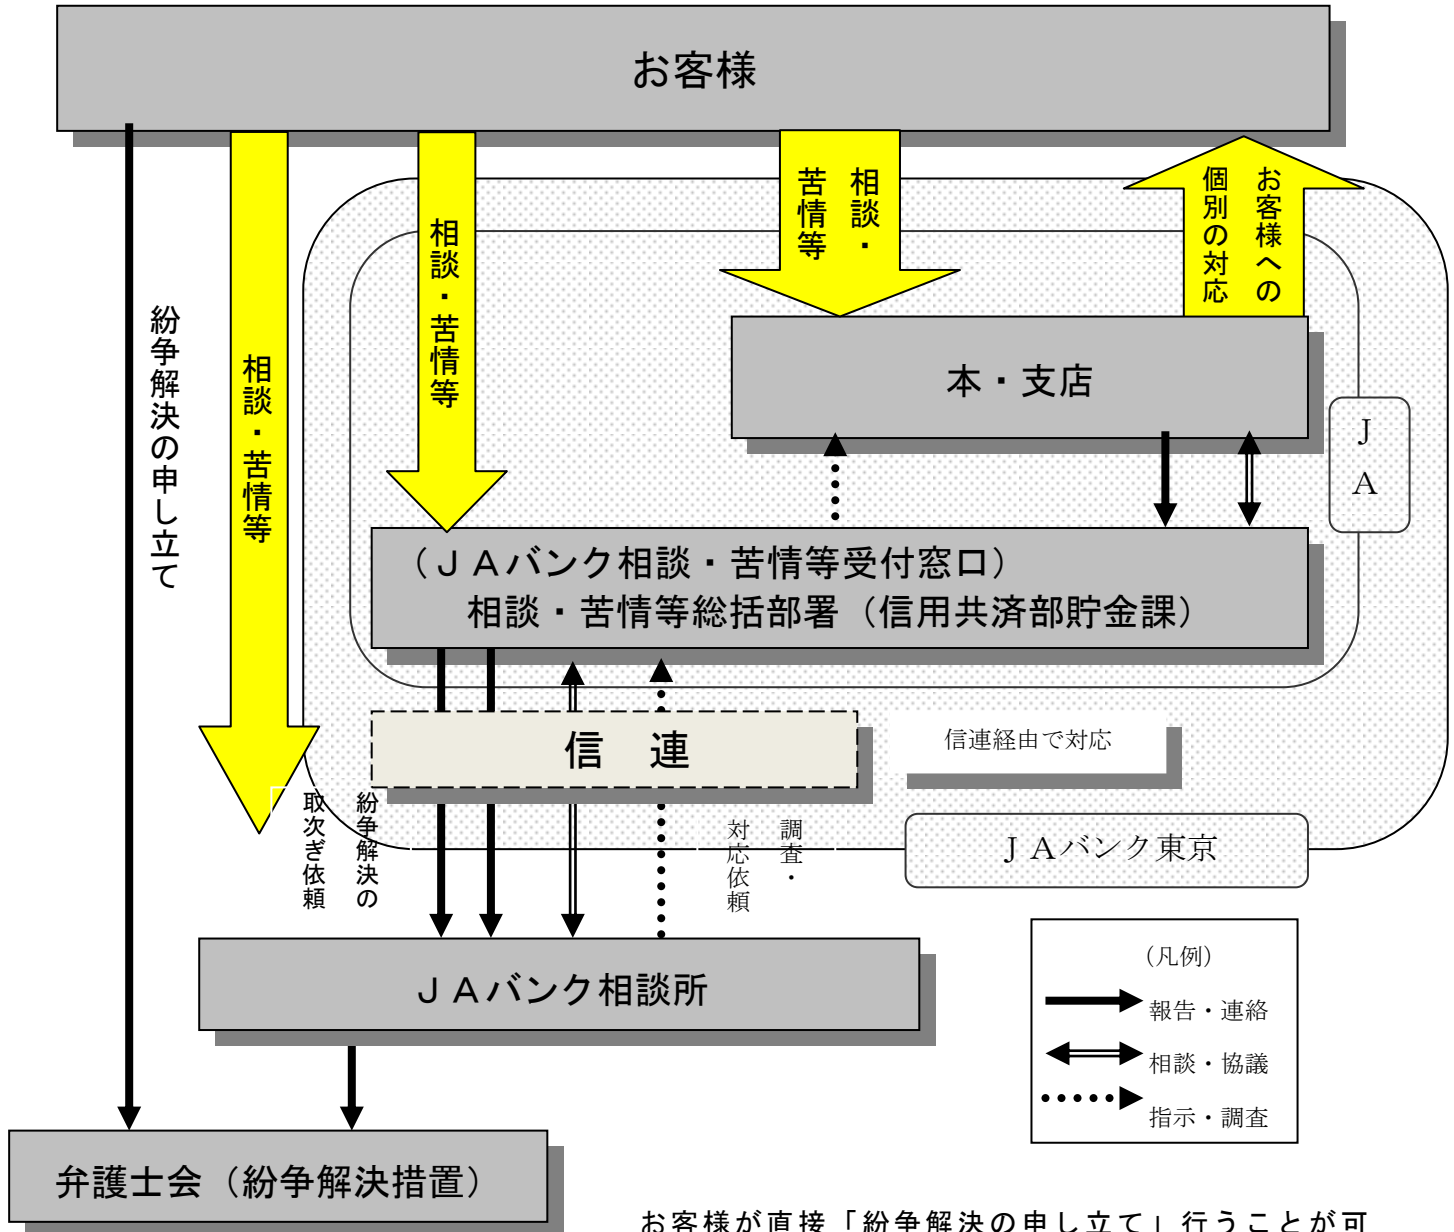 お客様
相談・
苦情等
お客様への
個別の対応
相談・苦情等
相談・苦情等
紛争解決の申し立て
本・支店
ＪＡ
（ＪＡバンク相談・苦情等受付窓口）
相談・苦情等総括部署（信用共済部貯金課）
信　連
信連経由で対応
紛争解決の
取次ぎ依頼
調査・
対応依頼
ＪＡバンク東京
ＪＡバンク相談所
（凡例）
報告・連絡
相談・協議
指示・調査
弁護士会（紛争解決措置）
お客様が直接「紛争解決の申し立て」行うことが可